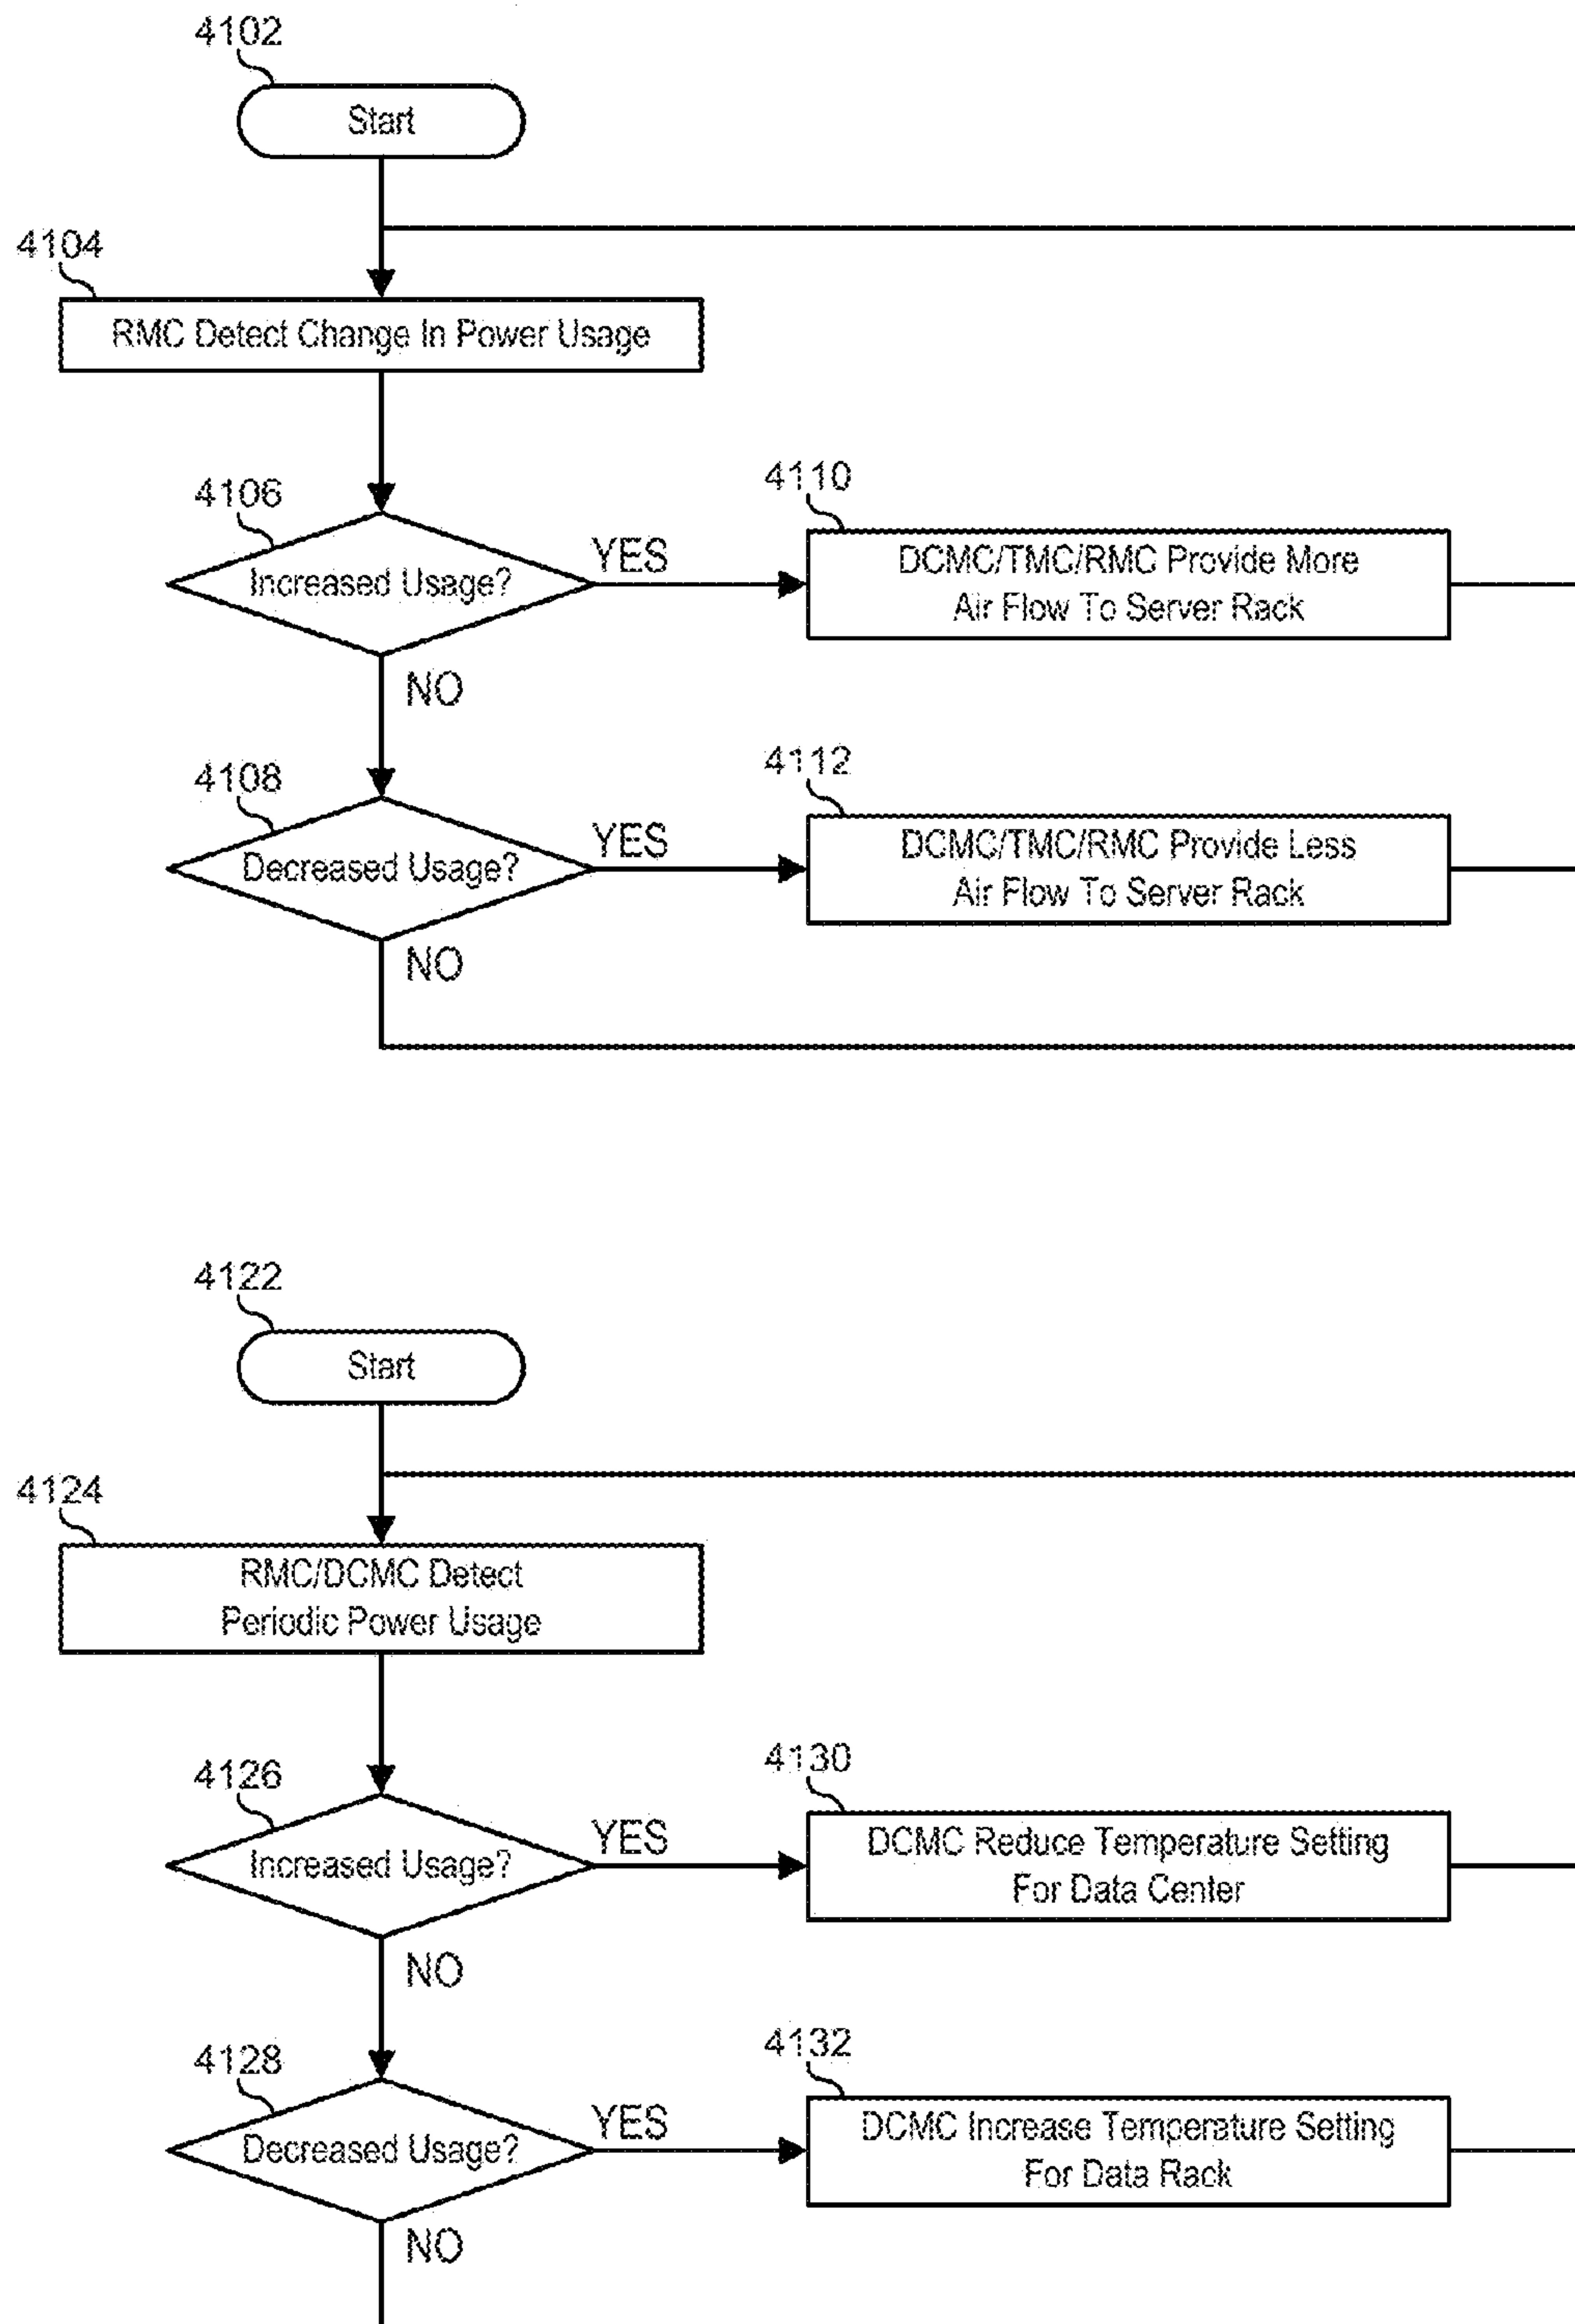 4102
Start
4104
RMC Detect Change In Power Usage
4106
Increased Usage?
YES
4110
DCMC/TMC/RMC Provide More
Air Flow To Server Rack
NO
4108
Decreased Usage?
YES
4112
DCMC/TMC/RMC Provide Less
Air Flow To Server Rack
NO
4122
Start
4124
RMC/DCMC Detect
Periodic Power Usage
4126
Increased Usage?
YES
4130
DCMC Reduce Temperature Setting
For Data Center
NO
4128
Decreased Usage?
YES
4132
DCMC Increase Temperature Setting
For Data Rack
NO